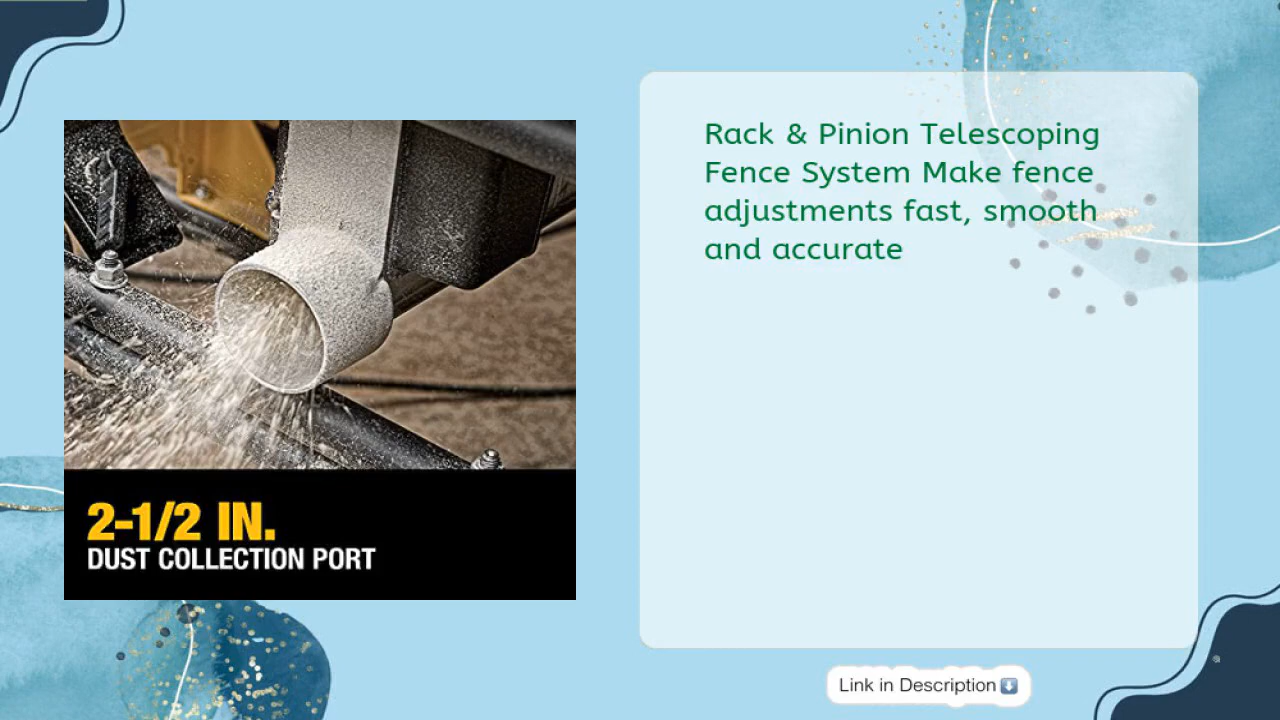 Rack & Pinion Telescoping
Fence System Make fence
adjustments fast, smooth
and accurate
2-1/2 IN.
DUST COLLECTION PORT
Link in Description ⬇️